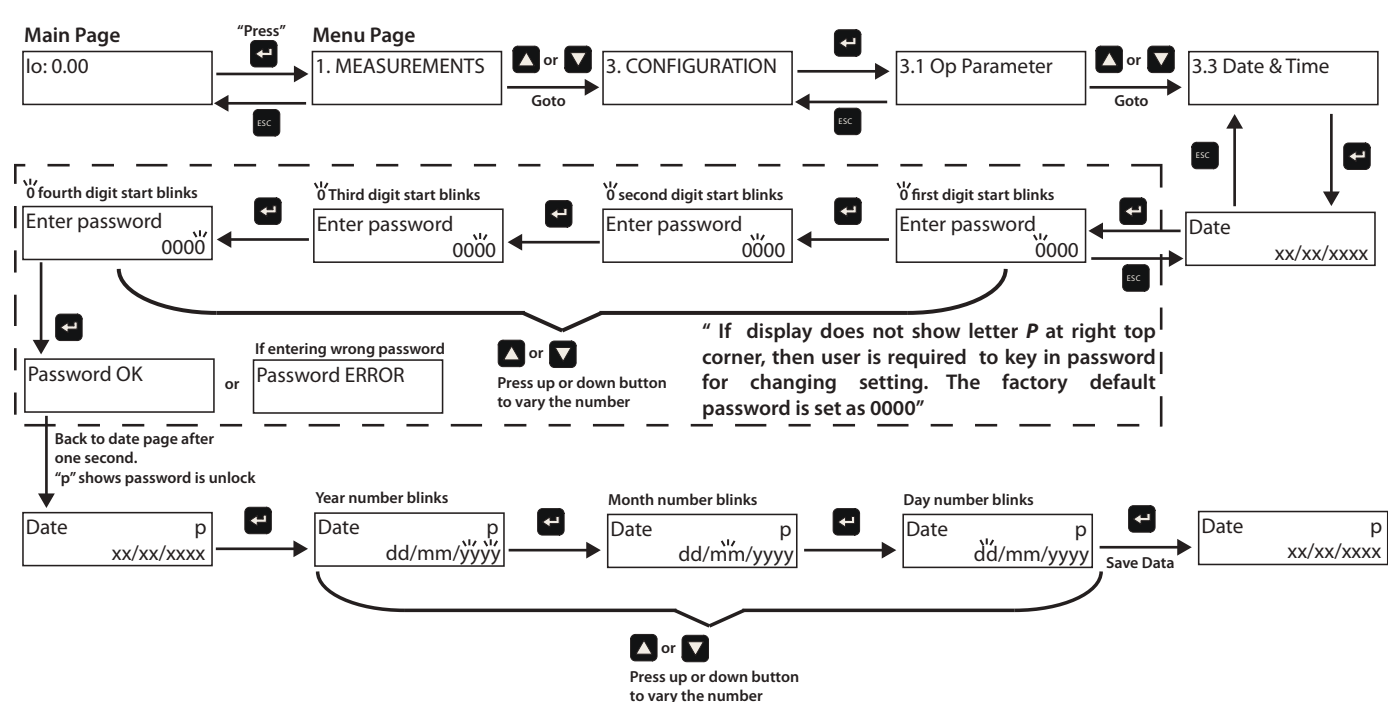 Main Page
"Press"
Menu Page
Io: 0.00
1. MEASUREMENTS
or
Goto
3. CONFIGURATION
3.1 Op Parameter
or
Goto
3.3 Date & Time
ESC
ESC
ESC
0 fourth digit start blinks
0 Third digit start blinks
0 second digit start blinks
0 first digit start blinks
Enter password
0000
Enter password
0000
Enter password
0000
Enter password
0000
Date
xx/xx/xxxx
ESC
If entering wrong password
Password OK
or
Password ERROR
or
Press up or down button
to vary the number
" If display does not show letter P at right top
corner, then user is required to key in password
for changing setting. The factory default
password is set as 0000"
Back to date page after
one second.
"p" shows password is unlock
Year number blinks
Month number blinks
Day number blinks
Date p
xx/xx/xxxx
Date p
dd/mm/yyyy
Date p
dd/mm/yyyy
Date p
dd/mm/yyyy
Save Data
Date p
xx/xx/xxxx
or
Press up or down button
to vary the number